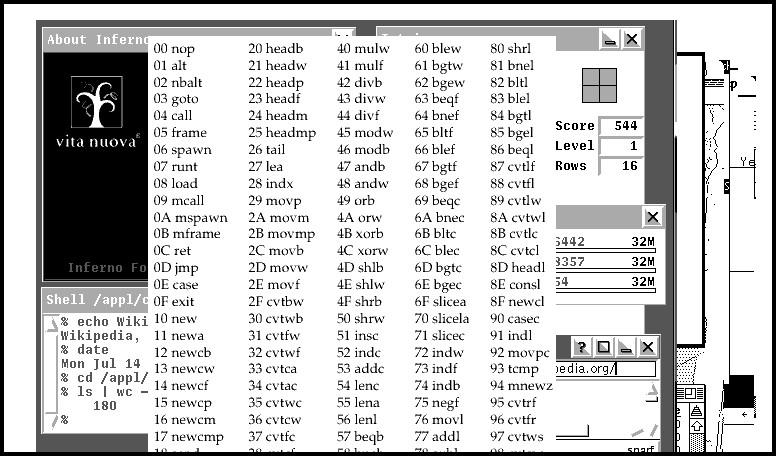 About Inferno
vita nuova
Inferno Fo
Shell /appl/c
% echo Wiki
Wikipedia,
% date
Mon Jul 14
% cd /appl/
% ls | wc –
180
%
00 nop 20 headb 40 mulw 60 blew 80 shrl
01 alt 21 headw 41 mulf 61 bgtw 81 bnel
02 nbalt 22 headp 42 divb 62 bgew 82 bltl
03 goto 23 headf 43 divw 63 beqf 83 blel
04 call 24 headm 44 divf 64 bnef 84 bgtl
05 frame 25 headmp 45 modw 65 bltf 85 bgel
06 spawn 26 tail 46 modb 66 blef 86 beql
07 runt 27 lea 47 andb 67 bgtf 87 cvtlf
08 load 28 indx 48 andw 68 bgef 88 cvtfl
09 mcall 29 movp 49 orb 69 beqc 89 cvtlw
0A mspawn 2A movm 4A orw 6A bnec 8A cvtwl
0B mframe 2B movmp 4B xorb 6B bltc 8B cvtlc
0C ret 2C movb 4C xorw 6C blec 8C cvtcl
0D jmp 2D movw 4D shlb 6D bgtc 8D headl
0E case 2E movf 4E shlw 6E bgec 8E consl
0F exit 2F cvtbw 4F shrb 6F slicea 8F newcl
10 new 30 cvtwb 50 shrw 70 slicela 90 casec
11 newa 31 cvtfw 51 insc 71 slicec 91 indl
12 newcb 32 cvtwf 52 indc 72 indw 92 movpc
13 newcw 33 cvtca 53 addc 73 indf 93 tcmp
14 newcf 34 cvtac 54 lenc 74 indb 94 mnewz
15 newcp 35 cvtwc 55 lena 75 negf 95 cvtrf
16 newcm 36 cvtcw 56 lenl 76 movl 96 cvtfr
17 newcmp 37 cvtfc 57 beqb 77 addl 97 cvtws
Score 544
Level 1
Rows 16
6442 32M
3357 32M
64 32M
pedia.org/
snarf